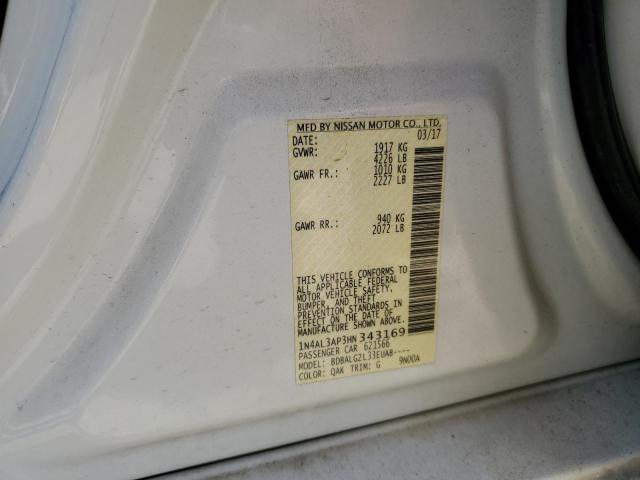 MFD BY NISSAN MOTOR CO., LTD.
DATE: 03/17
GVWR: 1917 KG
4226 LB
GAWR FR.: 1010 KG
2227 LB
GAWR RR.: 940 KG
2072 LB
THIS VEHICLE CONFORMS TO
ALL APPLICABLE FEDERAL
MOTOR VEHICLE SAFETY,
BUMPER, AND THEFT
PREVENTION STANDARDS IN
EFFECT ON THE DATE OF
MANUFACTURE SHOWN ABOVE.
1N4AL3AP3HN343169
PASSENGER CAR 621566
MODEL: BDBALGZL33EUAB----
COLOR: QAK TRIM: G 9N00A